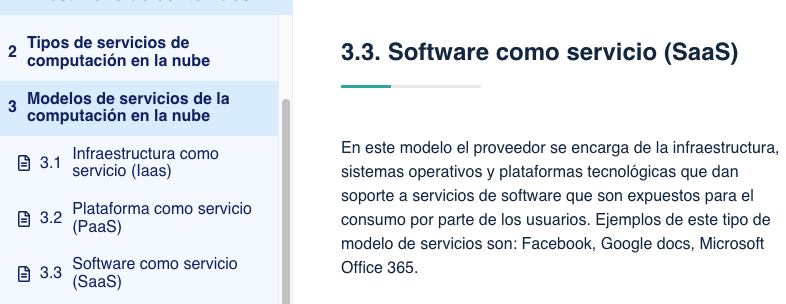 2 Tipos de servicios de
computación en la nube
3 Modelos de servicios de la
computación en la nube
3.1 Infraestructura como
servicio (Iaas)
3.2 Plataforma como servicio
(PaaS)
3.3 Software como servicio
(SaaS)
3.3. Software como servicio (SaaS)
En este modelo el proveedor se encarga de la infraestructura,
sistemas operativos y plataformas tecnológicas que dan
soporte a servicios de software que son expuestos para el
consumo por parte de los usuarios. Ejemplos de este tipo de
modelo de servicios son: Facebook, Google docs, Microsoft
Office 365.